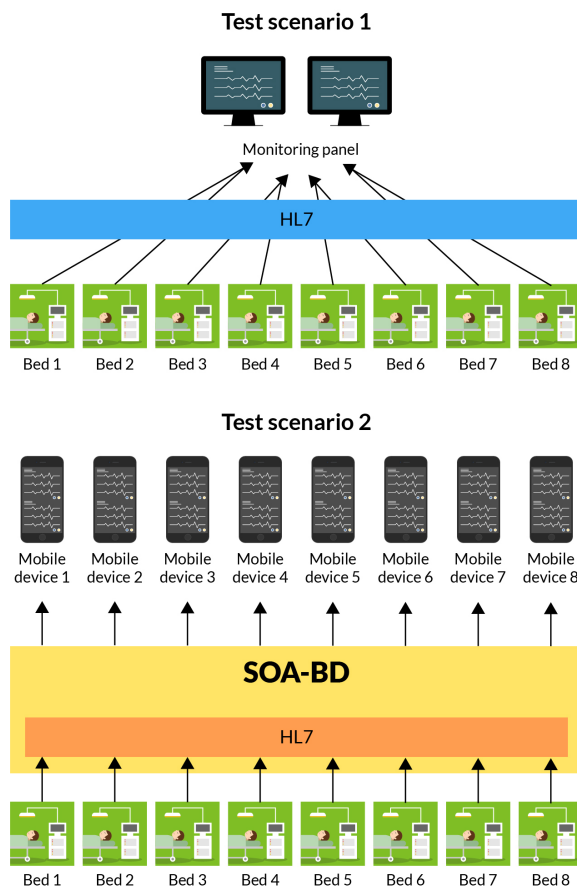 Test scenario 1
Monitoring panel
HL7
Bed 1 Bed 2 Bed 3 Bed 4 Bed 5 Bed 6 Bed 7 Bed 8
Test scenario 2
Mobile device 1
Mobile device 2
Mobile device 3
Mobile device 4
Mobile device 5
Mobile device 6
Mobile device 7
Mobile device 8
SOA-BD
HL7
Bed 1 Bed 2 Bed 3 Bed 4 Bed 5 Bed 6 Bed 7 Bed 8